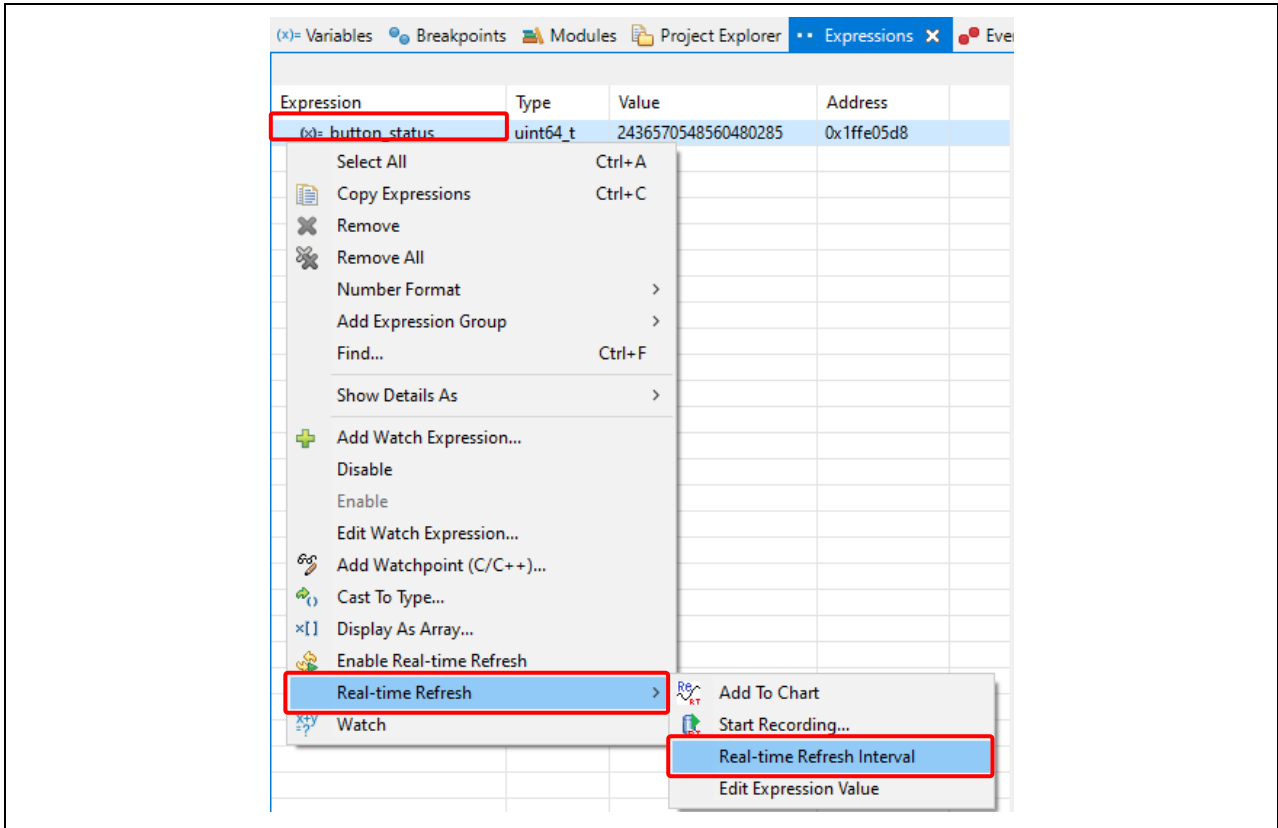 (x)= Variables Breakpoints Modules Project Explorer Expressions Eve
Expression Type Value Address
(x)= button_status uint64_t 2436570548560480285 0x1ffe05d8
Select All Ctrl+A
Copy Expressions Ctrl+C
Remove
Remove All
Number Format >
Add Expression Group >
Find... Ctrl+F
Show Details As >
Add Watch Expression...
Disable
Enable
Edit Watch Expression...
Add Watchpoint (C/C++)...
Cast To Type...
×[] Display As Array...
Enable Real-time Refresh
Real-time Refresh >
x+y=? Watch
Add To Chart
Start Recording...
Real-time Refresh Interval
Edit Expression Value